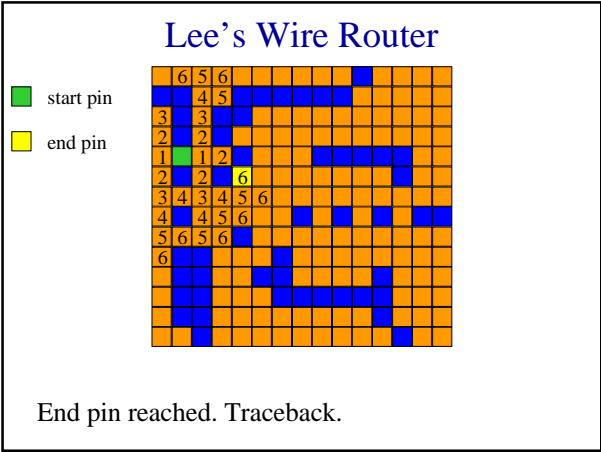 Lee's Wire Router
start pin
end pin
6 5 6
4 5
3 3
2 2
1 1 2
2 2 6
3 4 3 4 5 6
4 4 5 6
5 6 5 6
6
End pin reached. Traceback.